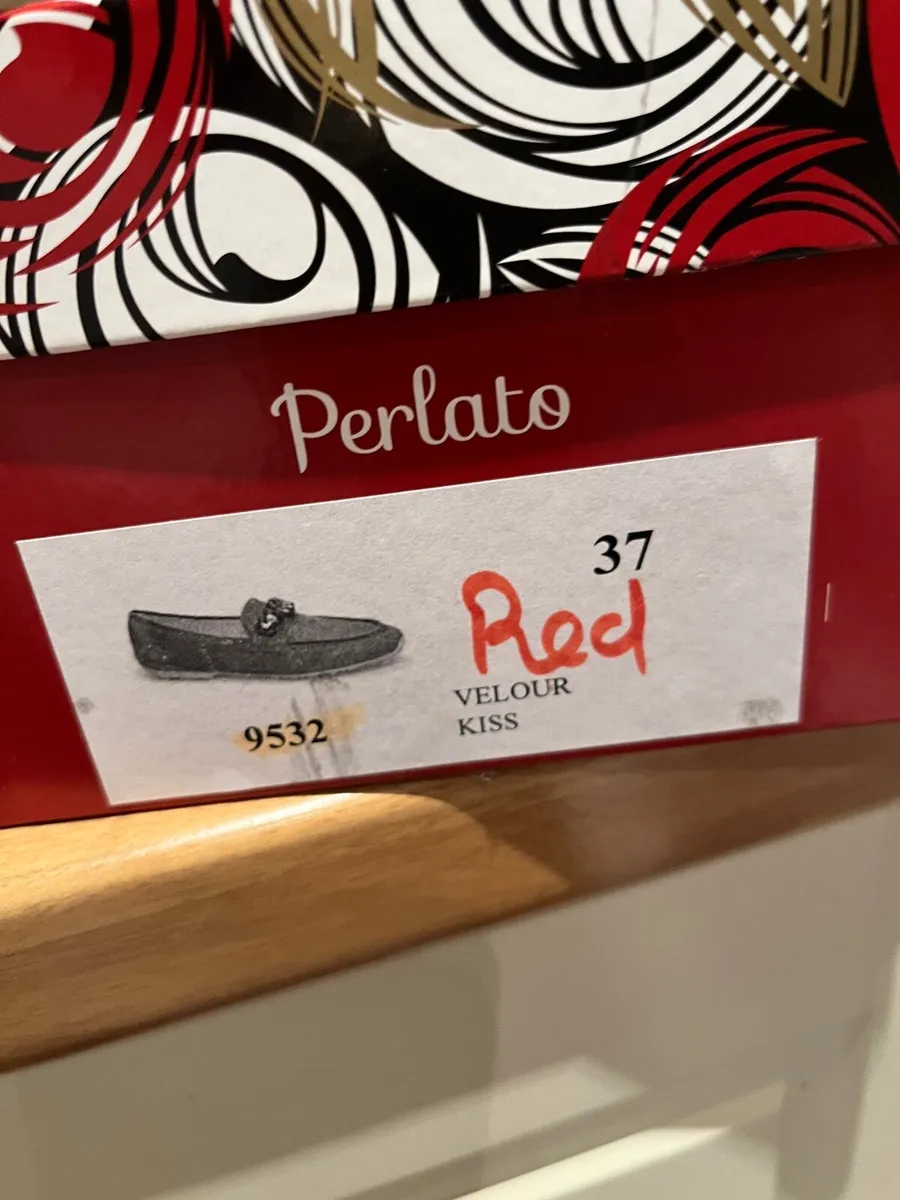 Perlato
37
Red
VELOUR
KISS
9532